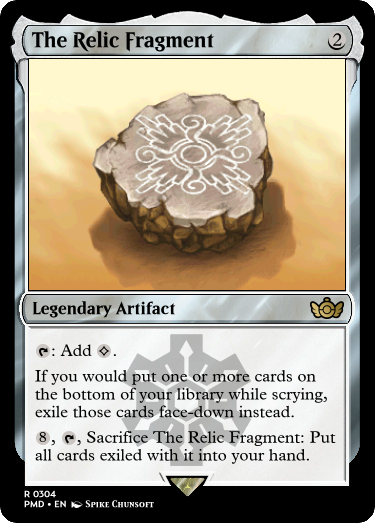 The Relic Fragment 2
Legendary Artifact
: Add .
If you would put one or more cards on
the bottom of your library while scrying,
exile those cards face-down instead.
8, , Sacrifice The Relic Fragment: Put
all cards exiled with it into your hand.
R 0304
PMD • EN Spike Chunsoft